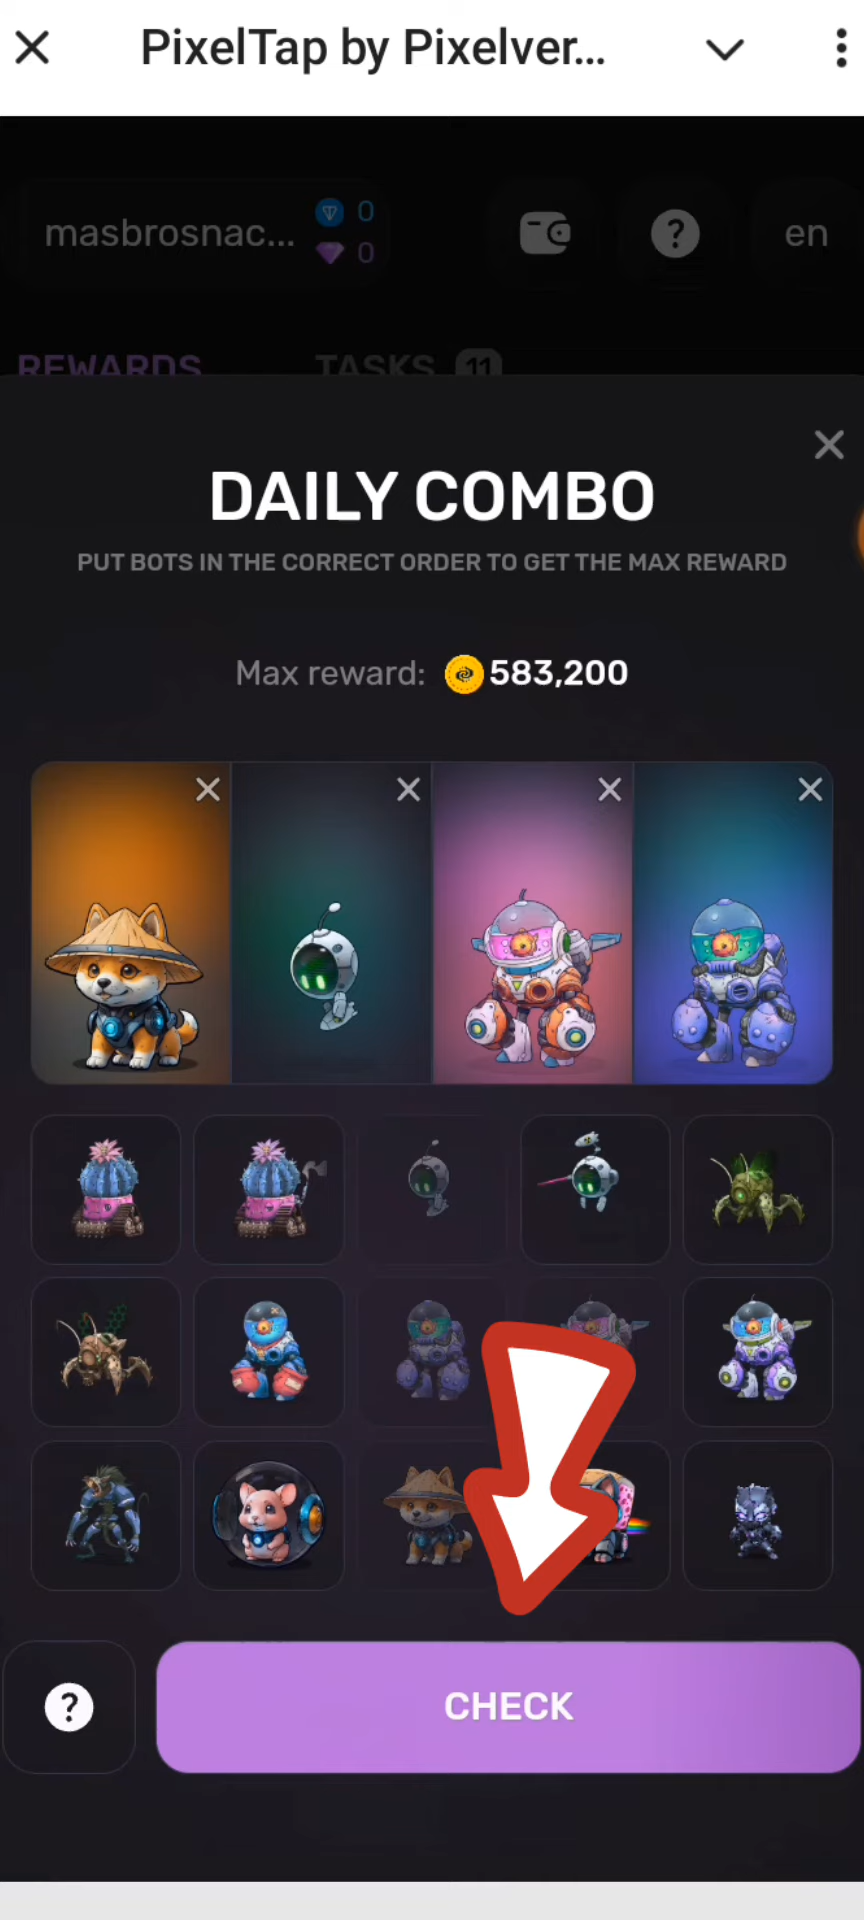 PixelTap by Pixelver...
masbrosnac...
0
0
en
REWARDS
TASKS 11
DAILY COMBO
PUT BOTS IN THE CORRECT ORDER TO GET THE MAX REWARD
Max reward: 583,200
CHECK